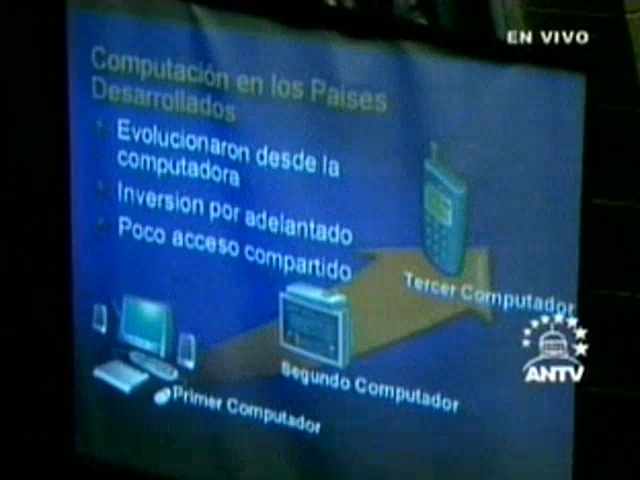 EN VIVO
Computación en los Paises
Desarrollados
Evolucionaron desde la
computadora
Inversion por adelantado
Poco acceso compartido
Tercer Computador
Segundo Computador
Primer Computador
ANTV